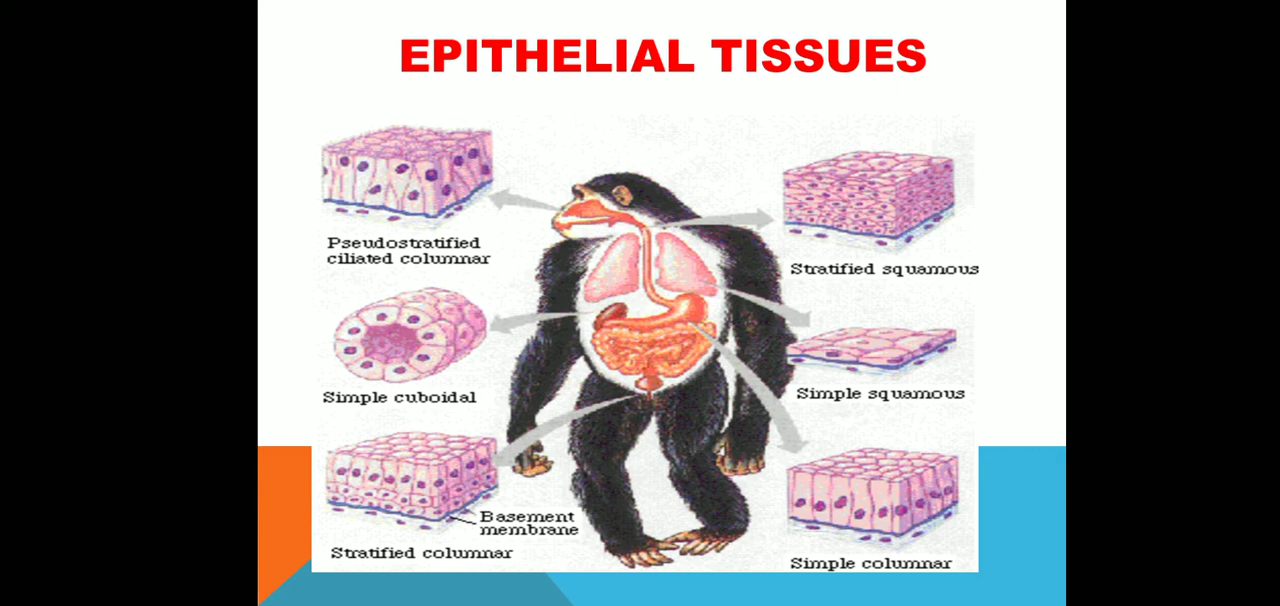 EPITHELIAL TISSUES
Pseudostratified
ciliated columnar
Stratified squamous
Simple cuboidal
Simple squamous
Basement
membrane
Stratified columnar
Simple columnar